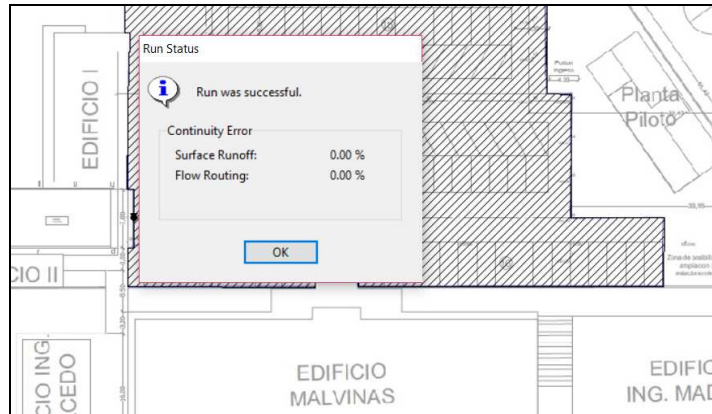 Run Status
Run was successful.
Continuity Error
Surface Runoff: 0.00 %
Flow Routing: 0.00 %
OK
EDIFICIO I
Planta
Piloto
CIO II
CIO ING.
CEDO
EDIFICIO
MALVINAS
EDIFIC
ING. MAD